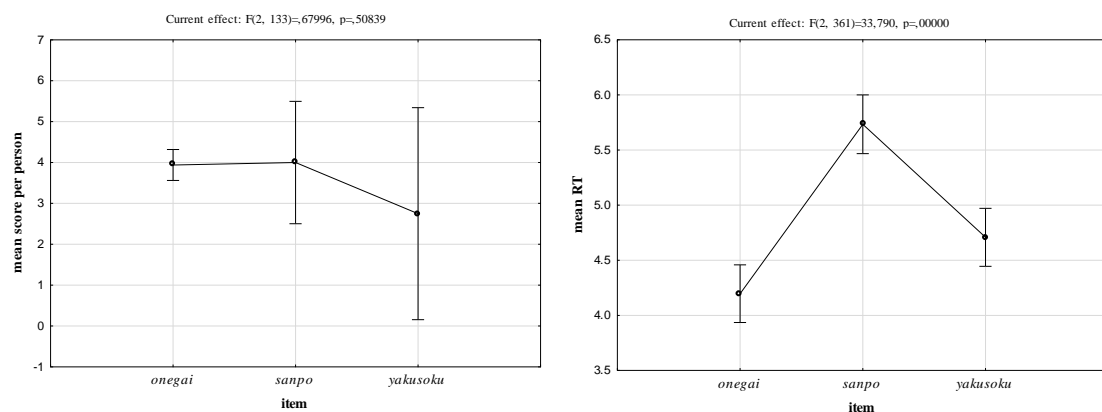 Current effect: F(2, 133)=,67996, p=,50839
7
6
5
4
3
2
1
0
-1
mean score per person
onegai
sanpo
yakusoku
item
Current effect: F(2, 361)=33,790, p=,00000
6.5
6.0
5.5
5.0
4.5
4.0
3.5
mean RT
onegai
sanpo
yakusoku
item